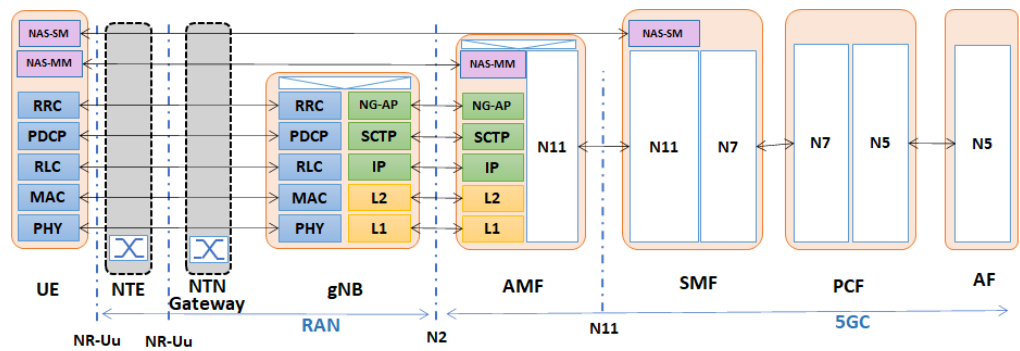 NAS-SM
NAS-SM
NAS-MM
NAS-MM
RRC
RRC
NG-AP
NG-AP
PDCP
PDCP
SCTP
SCTP
N11
N11
N7
N7
N5
N5
RLC
RLC
IP
IP
MAC
MAC
L2
L2
PHY
PHY
L1
L1
UE
NTE
NTN
Gateway
gNB
AMF
SMF
PCF
AF
RAN
5GC
NR-Uu
NR-Uu
N2
N11